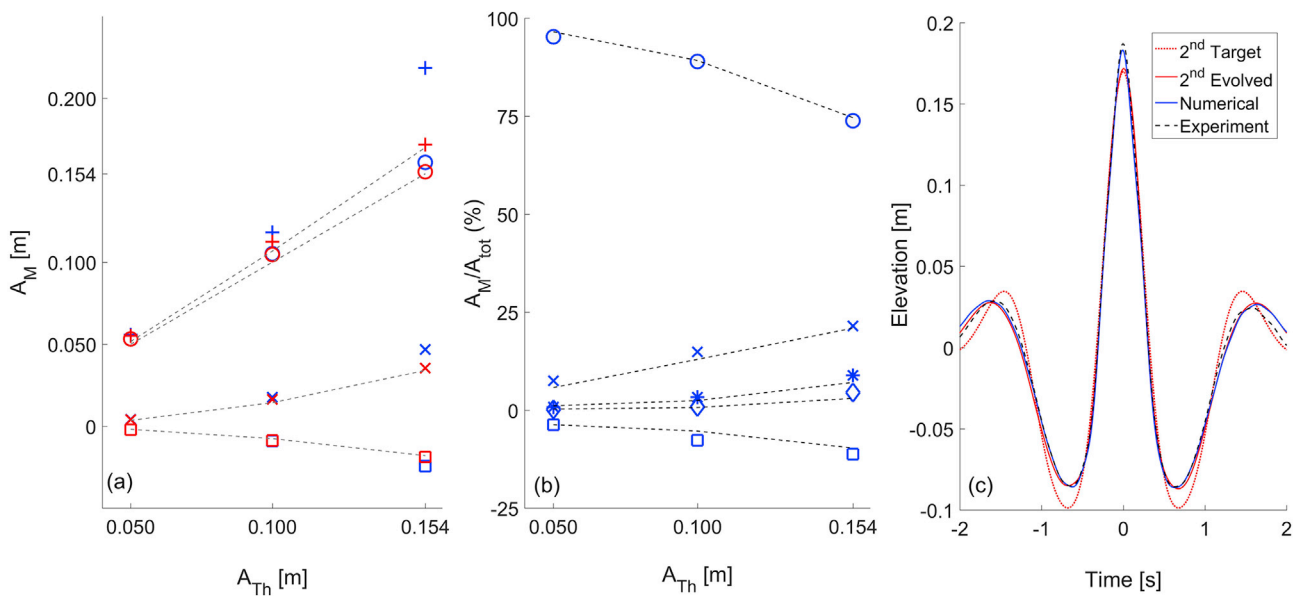 0.200
0.154
0.100
0.050
0
A_M [m]
(a)
0.050
0.100
0.154
A_Th [m]
100
75
50
25
0
-25
A_M/A_tot (%)
(b)
0.050
0.100
0.154
A_Th [m]
0.2
0.15
0.1
0.05
0
-0.05
-0.1
Elevation [m]
2nd Target
2nd Evolved
Numerical
Experiment
(c)
-2
-1
0
1
2
Time [s]